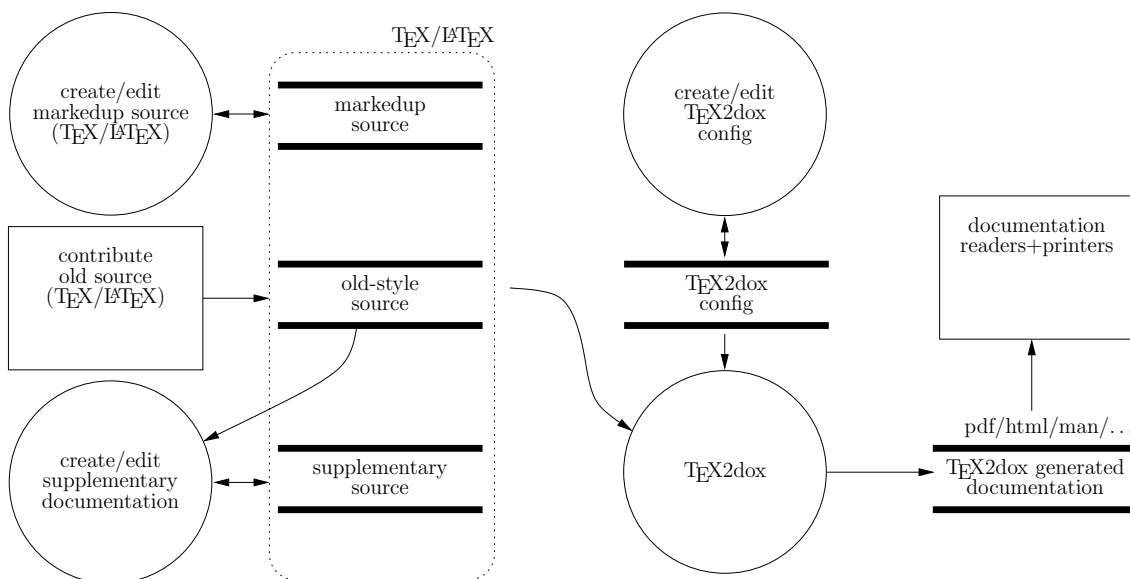 TEX/LATEX
create/edit
markedup source
(TEX/LATEX)
markedup
source
create/edit
TEX2dox
config
contribute
old source
(TEX/LATEX)
old-style
source
TEX2dox
config
documentation
readers+printers
create/edit
supplementary
documentation
supplementary
source
TEX2dox
pdf/html/man/...
TEX2dox generated
documentation